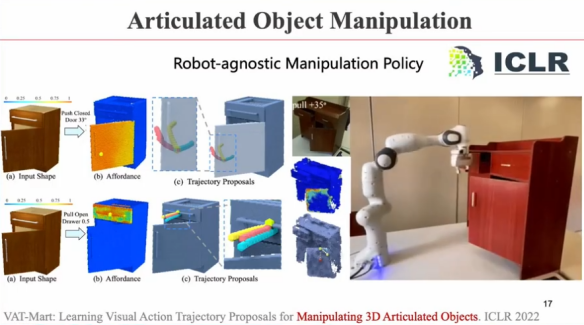 Articulated Object Manipulation
Robot-agnostic Manipulation Policy
ICLR
0 0.25 0.5 0.75 1
Push Closed
Door 33°
(a) Input Shape
(b) Affordance
(c) Trajectory Proposals
pull +35°
0 0.25 0.5 0.75 1
Pull Open
Drawer 0.5
(a) Input Shape
(b) Affordance
(c) Trajectory Proposals
17
VAT-Mart: Learning Visual Action Trajectory Proposals for Manipulating 3D Articulated Objects. ICLR 2022